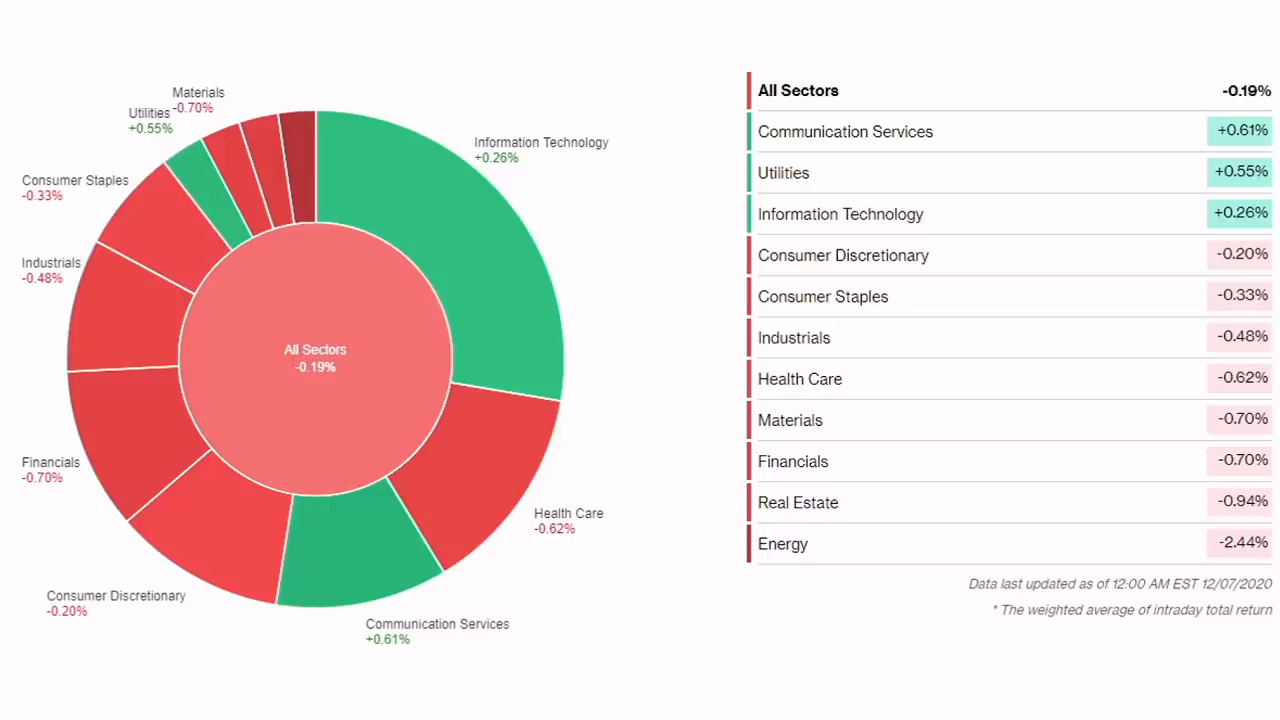 Materials
-0.70%
Utilities
+0.55%
Information Technology
+0.26%
Consumer Staples
-0.33%
Industrials
-0.48%
All Sectors
-0.19%
Financials
-0.70%
Health Care
-0.62%
Consumer Discretionary
-0.20%
Communication Services
+0.61%
All Sectors -0.19%
Communication Services +0.61%
Utilities +0.55%
Information Technology +0.26%
Consumer Discretionary -0.20%
Consumer Staples -0.33%
Industrials -0.48%
Health Care -0.62%
Materials -0.70%
Financials -0.70%
Real Estate -0.94%
Energy -2.44%
Data last updated as of 12:00 AM EST 12/07/2020
* The weighted average of intraday total return